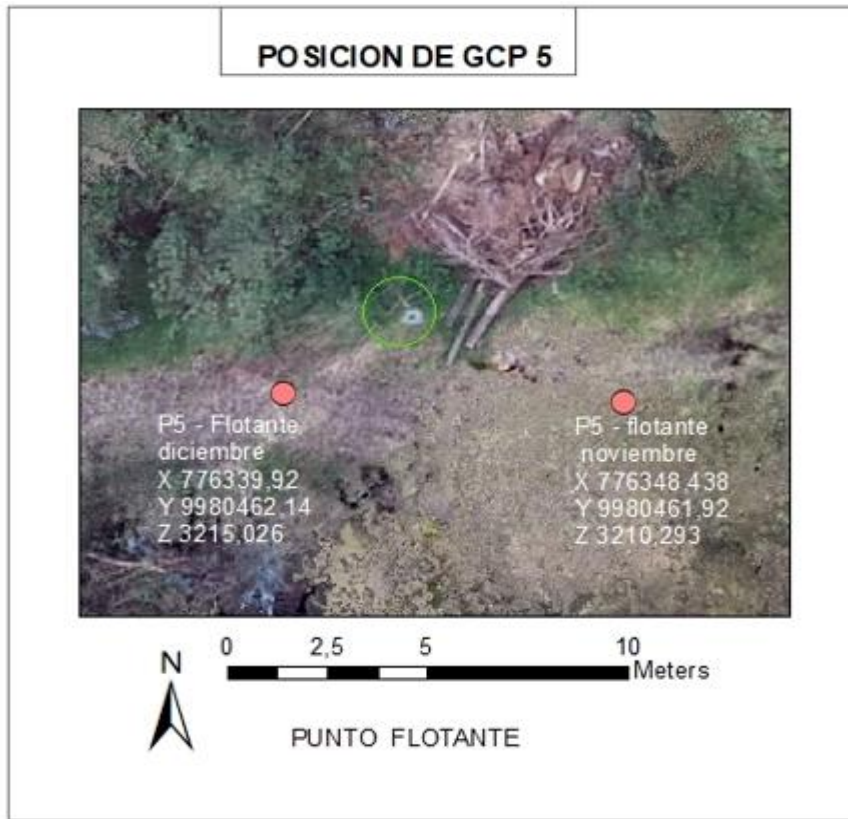 POSICION DE GCP 5
P5 - Flotante
diciembre
X 776339,92
Y 9980462,14
Z 3215,026
P5 - flotante
noviembre
X 776348,438
Y 9980461,92
Z 3210,293
N
0 2,5 5 10
Meters
PUNTO FLOTANTE